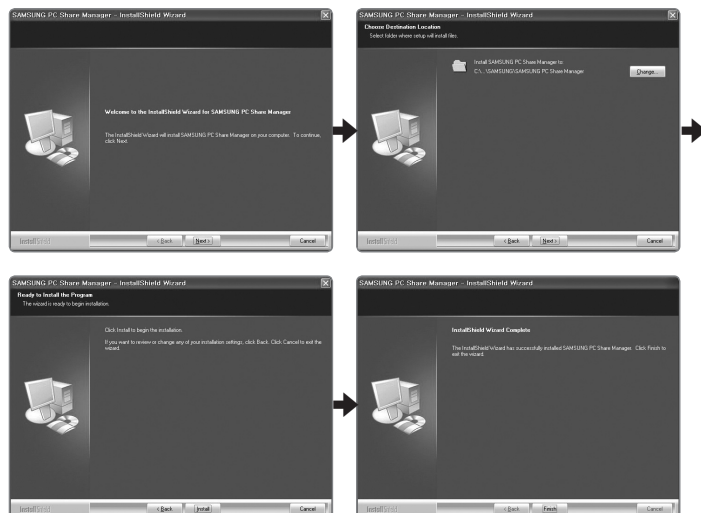 SAMSUNG PC Share Manager - InstallShield Wizard
Welcome to the InstallShield Wizard for SAMSUNG PC Share Manager
The InstallShield Wizard will install SAMSUNG PC Share Manager on your computer. To continue,
click Next.
InstallShield
< Back
Next >
Cancel
SAMSUNG PC Share Manager - InstallShield Wizard
Choose Destination Location
Select folder where setup will install files.
Install SAMSUNG PC Share Manager to:
C:\...\SAMSUNG\SAMSUNG PC Share Manager
Change...
InstallShield
< Back
Next >
Cancel
SAMSUNG PC Share Manager - InstallShield Wizard
Ready to Install the Program
The wizard is ready to begin installation.
Click Install to begin the installation.
If you want to review or change any of your installation settings, click Back. Click Cancel to exit the
wizard.
InstallShield
< Back
Install
Cancel
SAMSUNG PC Share Manager - InstallShield Wizard
InstallShield Wizard Complete
The InstallShield Wizard has successfully installed SAMSUNG PC Share Manager. Click Finish to
exit the wizard.
InstallShield
< Back
Finish
Cancel